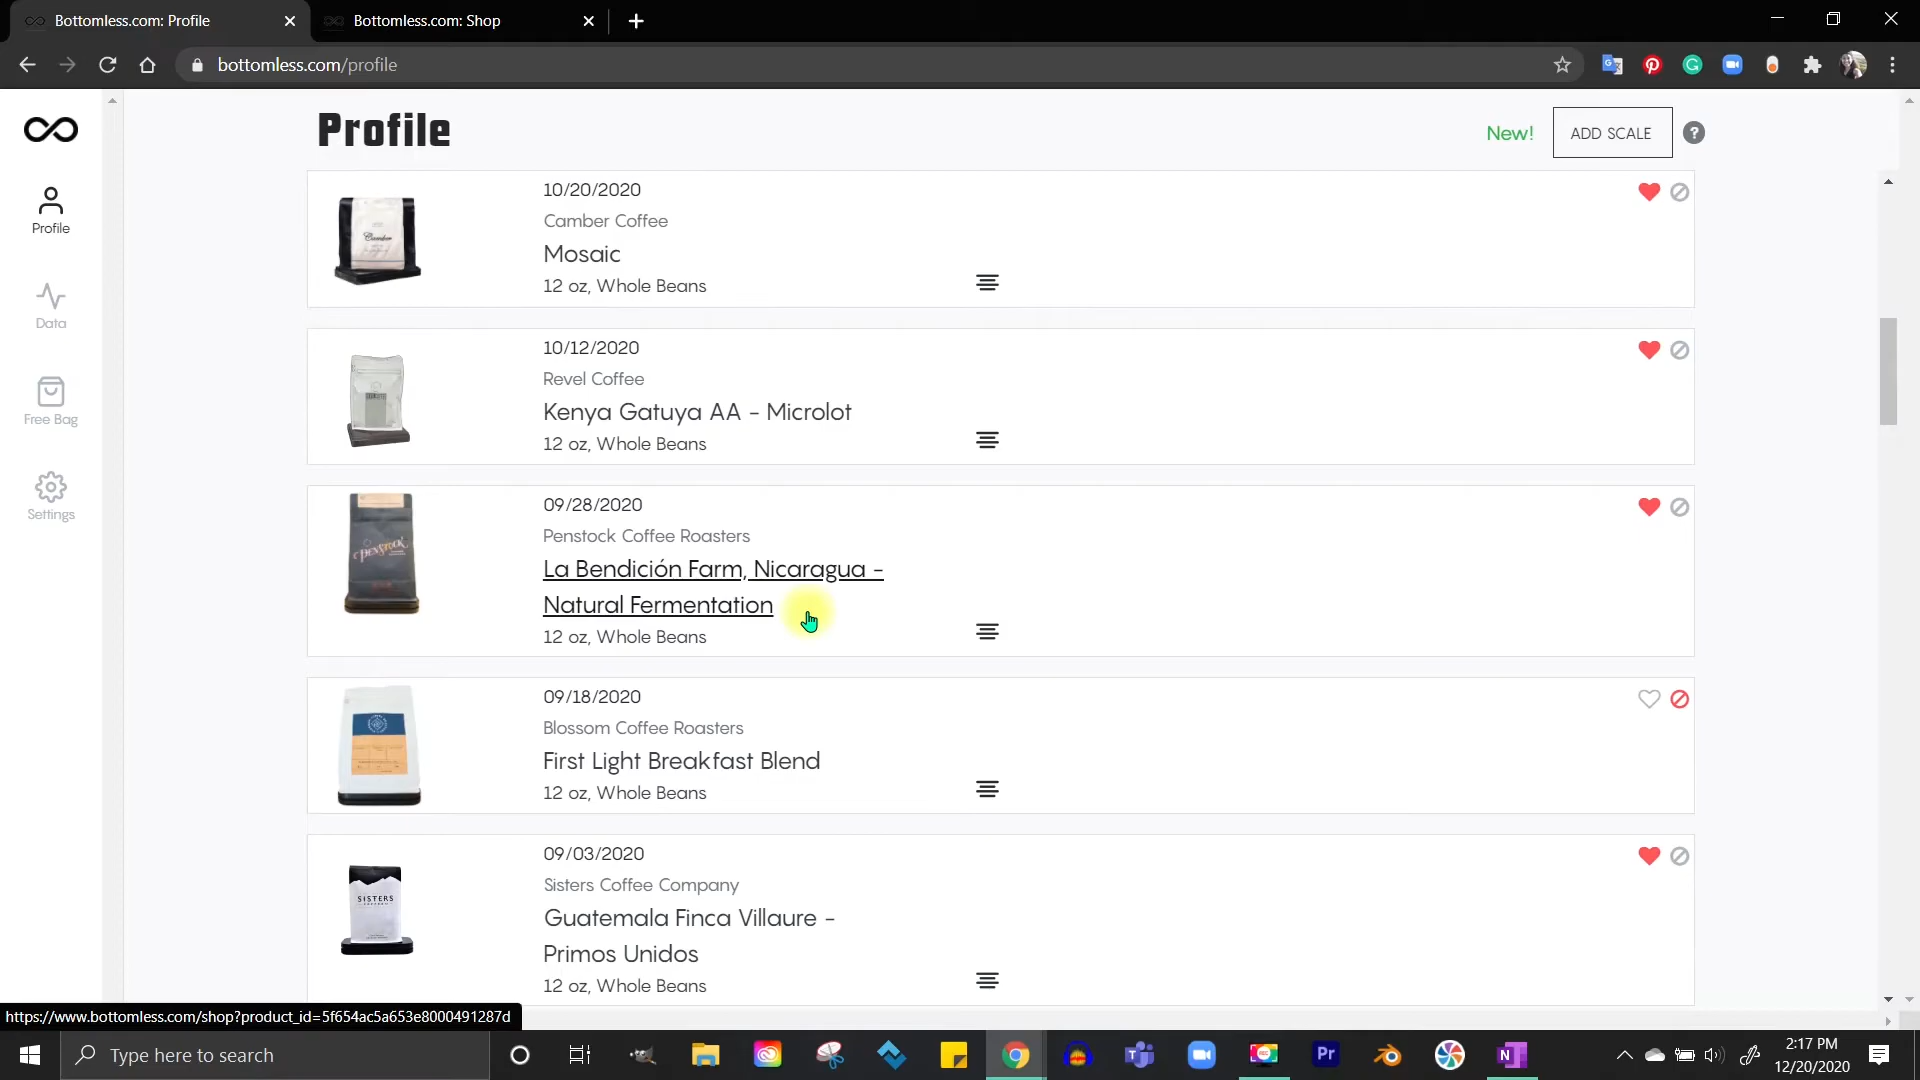 Bottomless.com: Profile
Bottomless.com: Shop
bottomless.com/profile
Profile
New!
ADD SCALE
?
Profile
Data
Free Bag
Settings
10/20/2020
Camber Coffee
Mosaic
12 oz, Whole Beans
Camber
10/12/2020
Revel Coffee
Kenya Gatuya AA - Microlot
12 oz, Whole Beans
09/28/2020
Penstock Coffee Roasters
La Bendición Farm, Nicaragua -
Natural Fermentation
12 oz, Whole Beans
PENSTOCK
09/18/2020
Blossom Coffee Roasters
First Light Breakfast Blend
12 oz, Whole Beans
09/03/2020
Sisters Coffee Company
Guatemala Finca Villaure -
Primos Unidos
12 oz, Whole Beans
SISTERS
https://www.bottomless.com/shop?product_id=5f654ac5a653e8000491287d
Type here to search
2:17 PM
12/20/2020